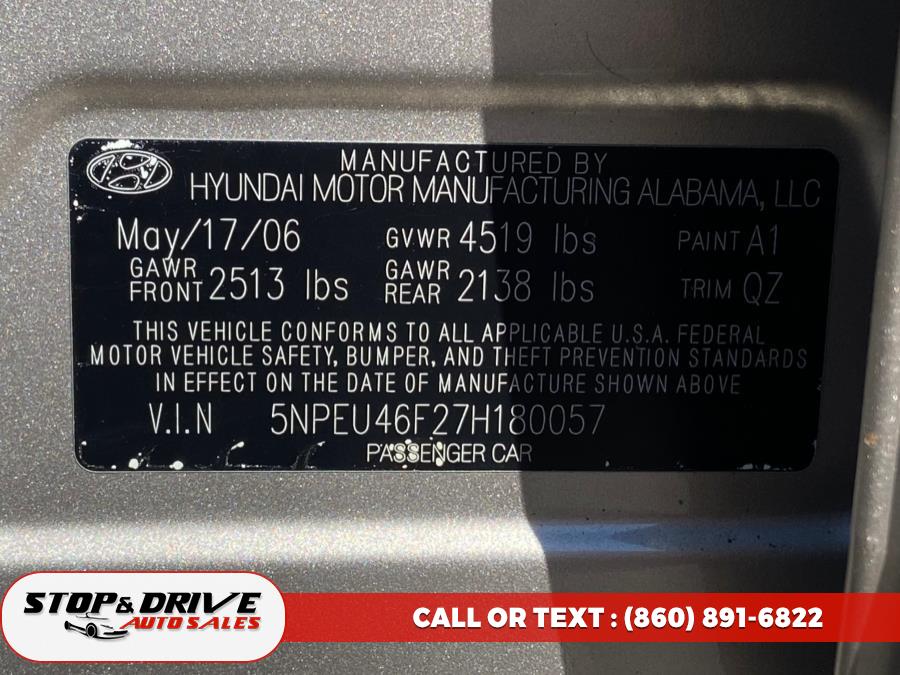 MANUFACTURED BY
HYUNDAI MOTOR MANUFACTURING ALABAMA, LLC
May/17/06 GVWR 4519 lbs PAINT A1
GAWR FRONT 2513 lbs GAWR REAR 2138 lbs TRIM QZ
THIS VEHICLE CONFORMS TO ALL APPLICABLE U.S.A. FEDERAL
MOTOR VEHICLE SAFETY, BUMPER, AND THEFT PREVENTION STANDARDS
IN EFFECT ON THE DATE OF MANUFACTURE SHOWN ABOVE
V.I.N 5NPEU46F27H180057
PASSENGER CAR
STOP & DRIVE
AUTO SALES
CALL OR TEXT : (860) 891-6822